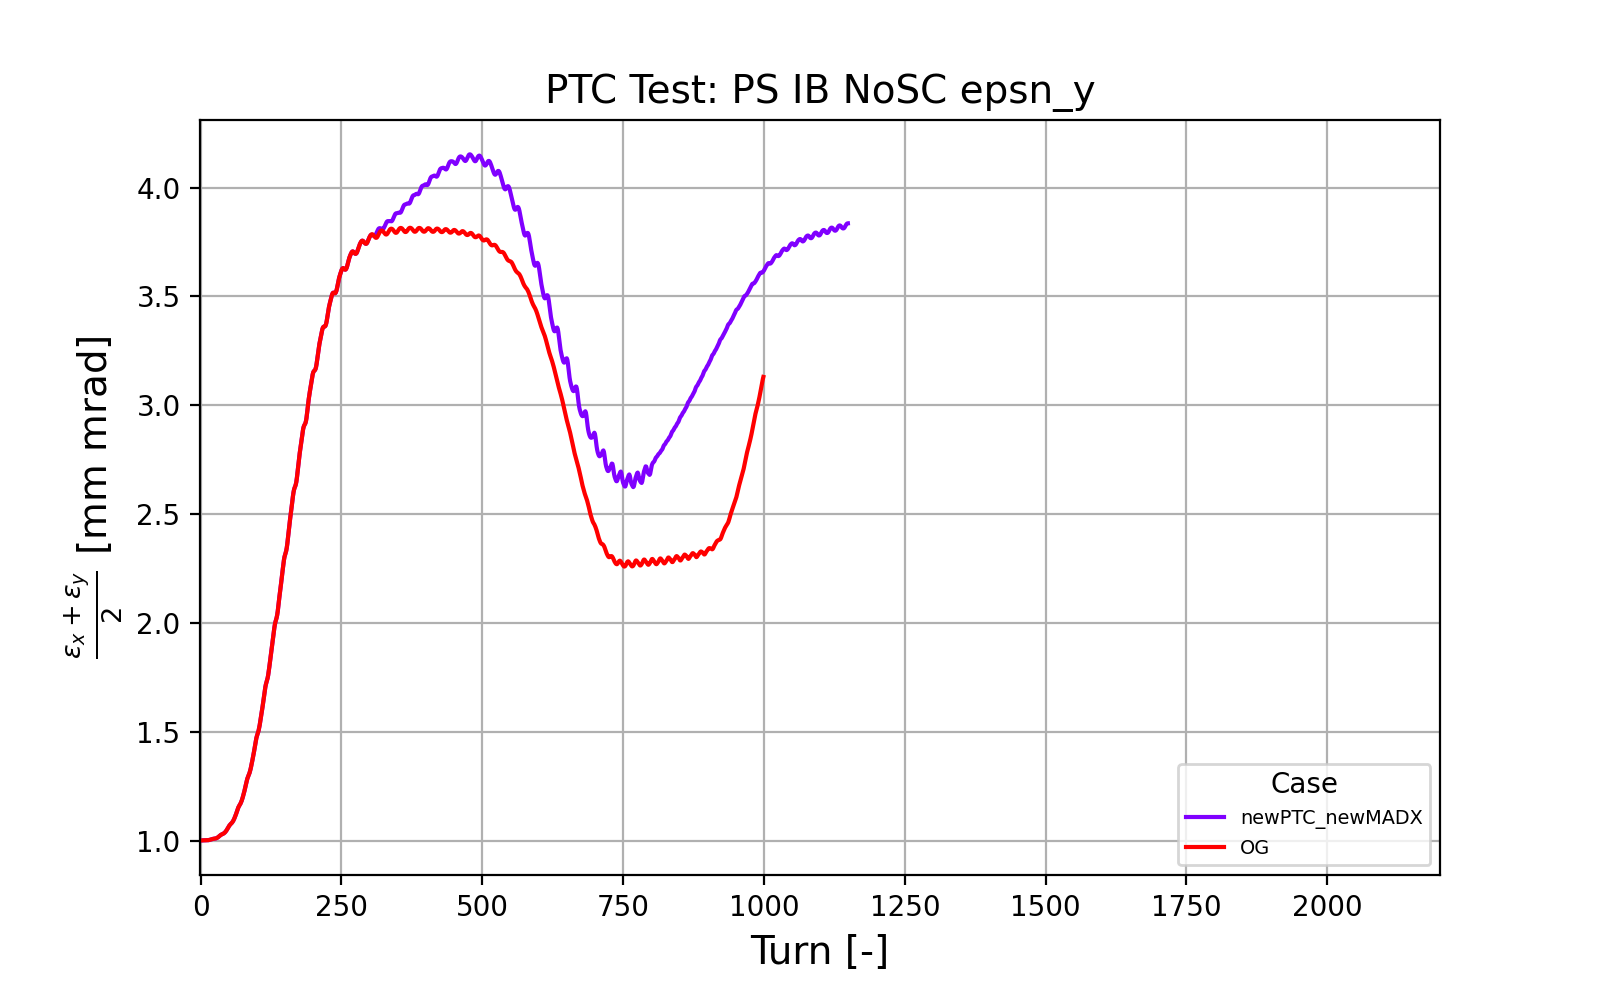 PTC Test: PS IB NoSC epsn_y
εx + εy / 2 [mm mrad]
4.0
3.5
3.0
2.5
2.0
1.5
1.0
0 250 500 750 1000 1250 1500 1750 2000
Turn [-]
Case
newPTC_newMADX
OG